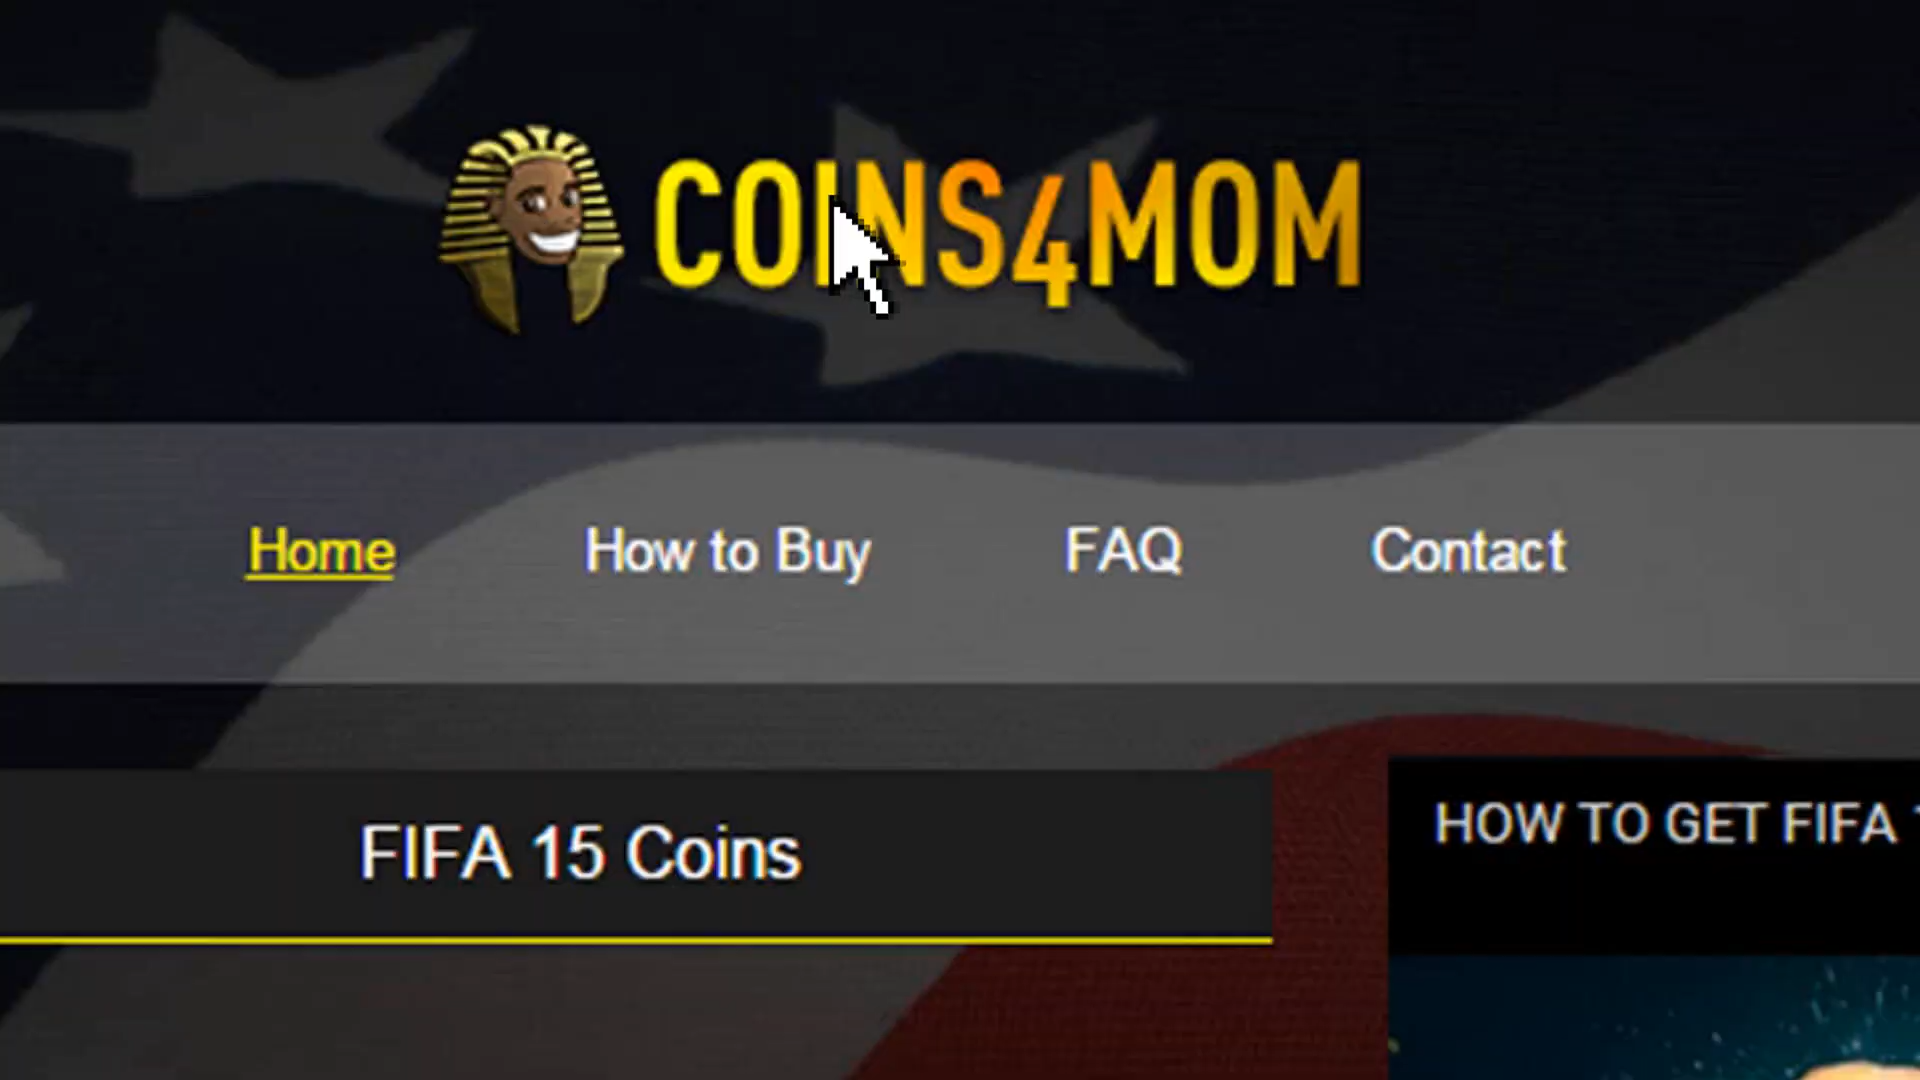 COINS4MOM
Home How to Buy FAQ Contact
FIFA 15 Coins
HOW TO GET FIFA